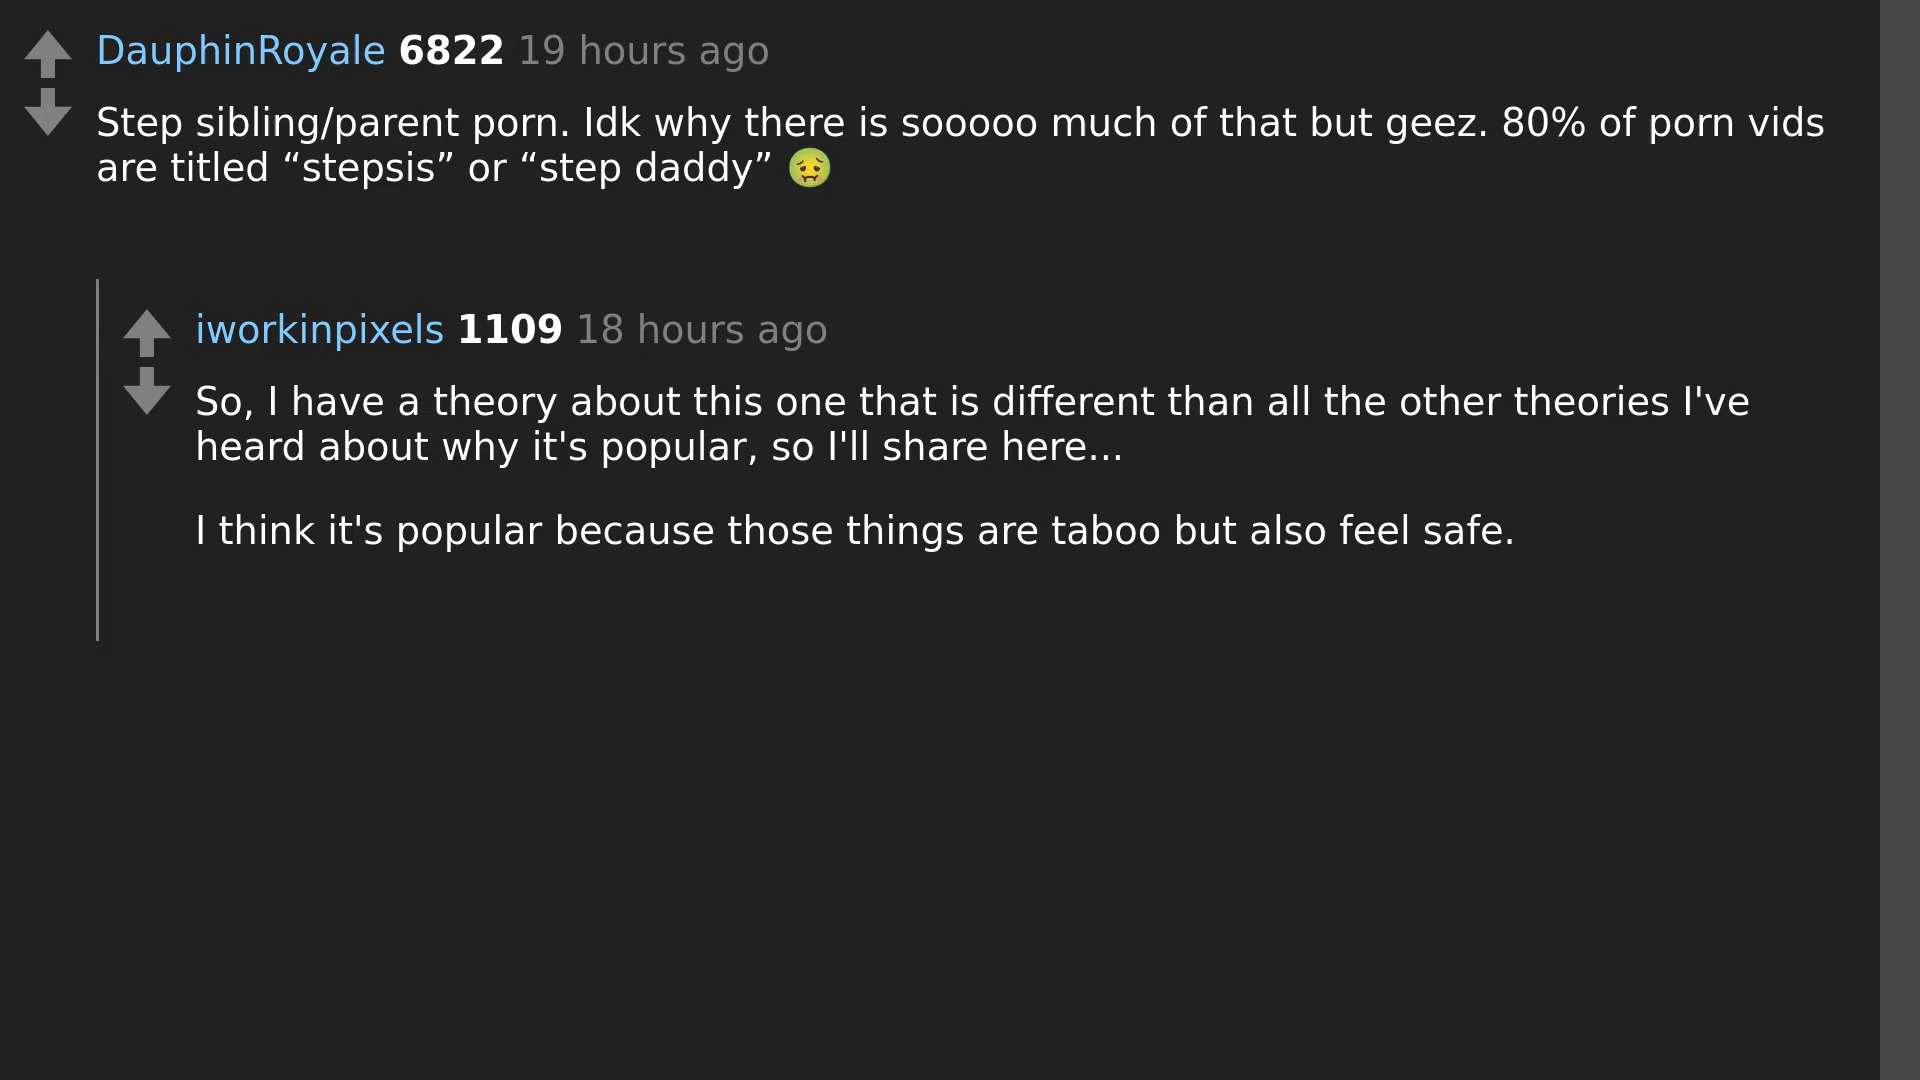 DauphinRoyale 6822 19 hours ago
Step sibling/parent porn. Idk why there is sooooo much of that but geez. 80% of porn vids
are titled “stepsis” or “step daddy” 🤢
iworkinpixels 1109 18 hours ago
So, I have a theory about this one that is different than all the other theories I've
heard about why it's popular, so I'll share here...
I think it's popular because those things are taboo but also feel safe.